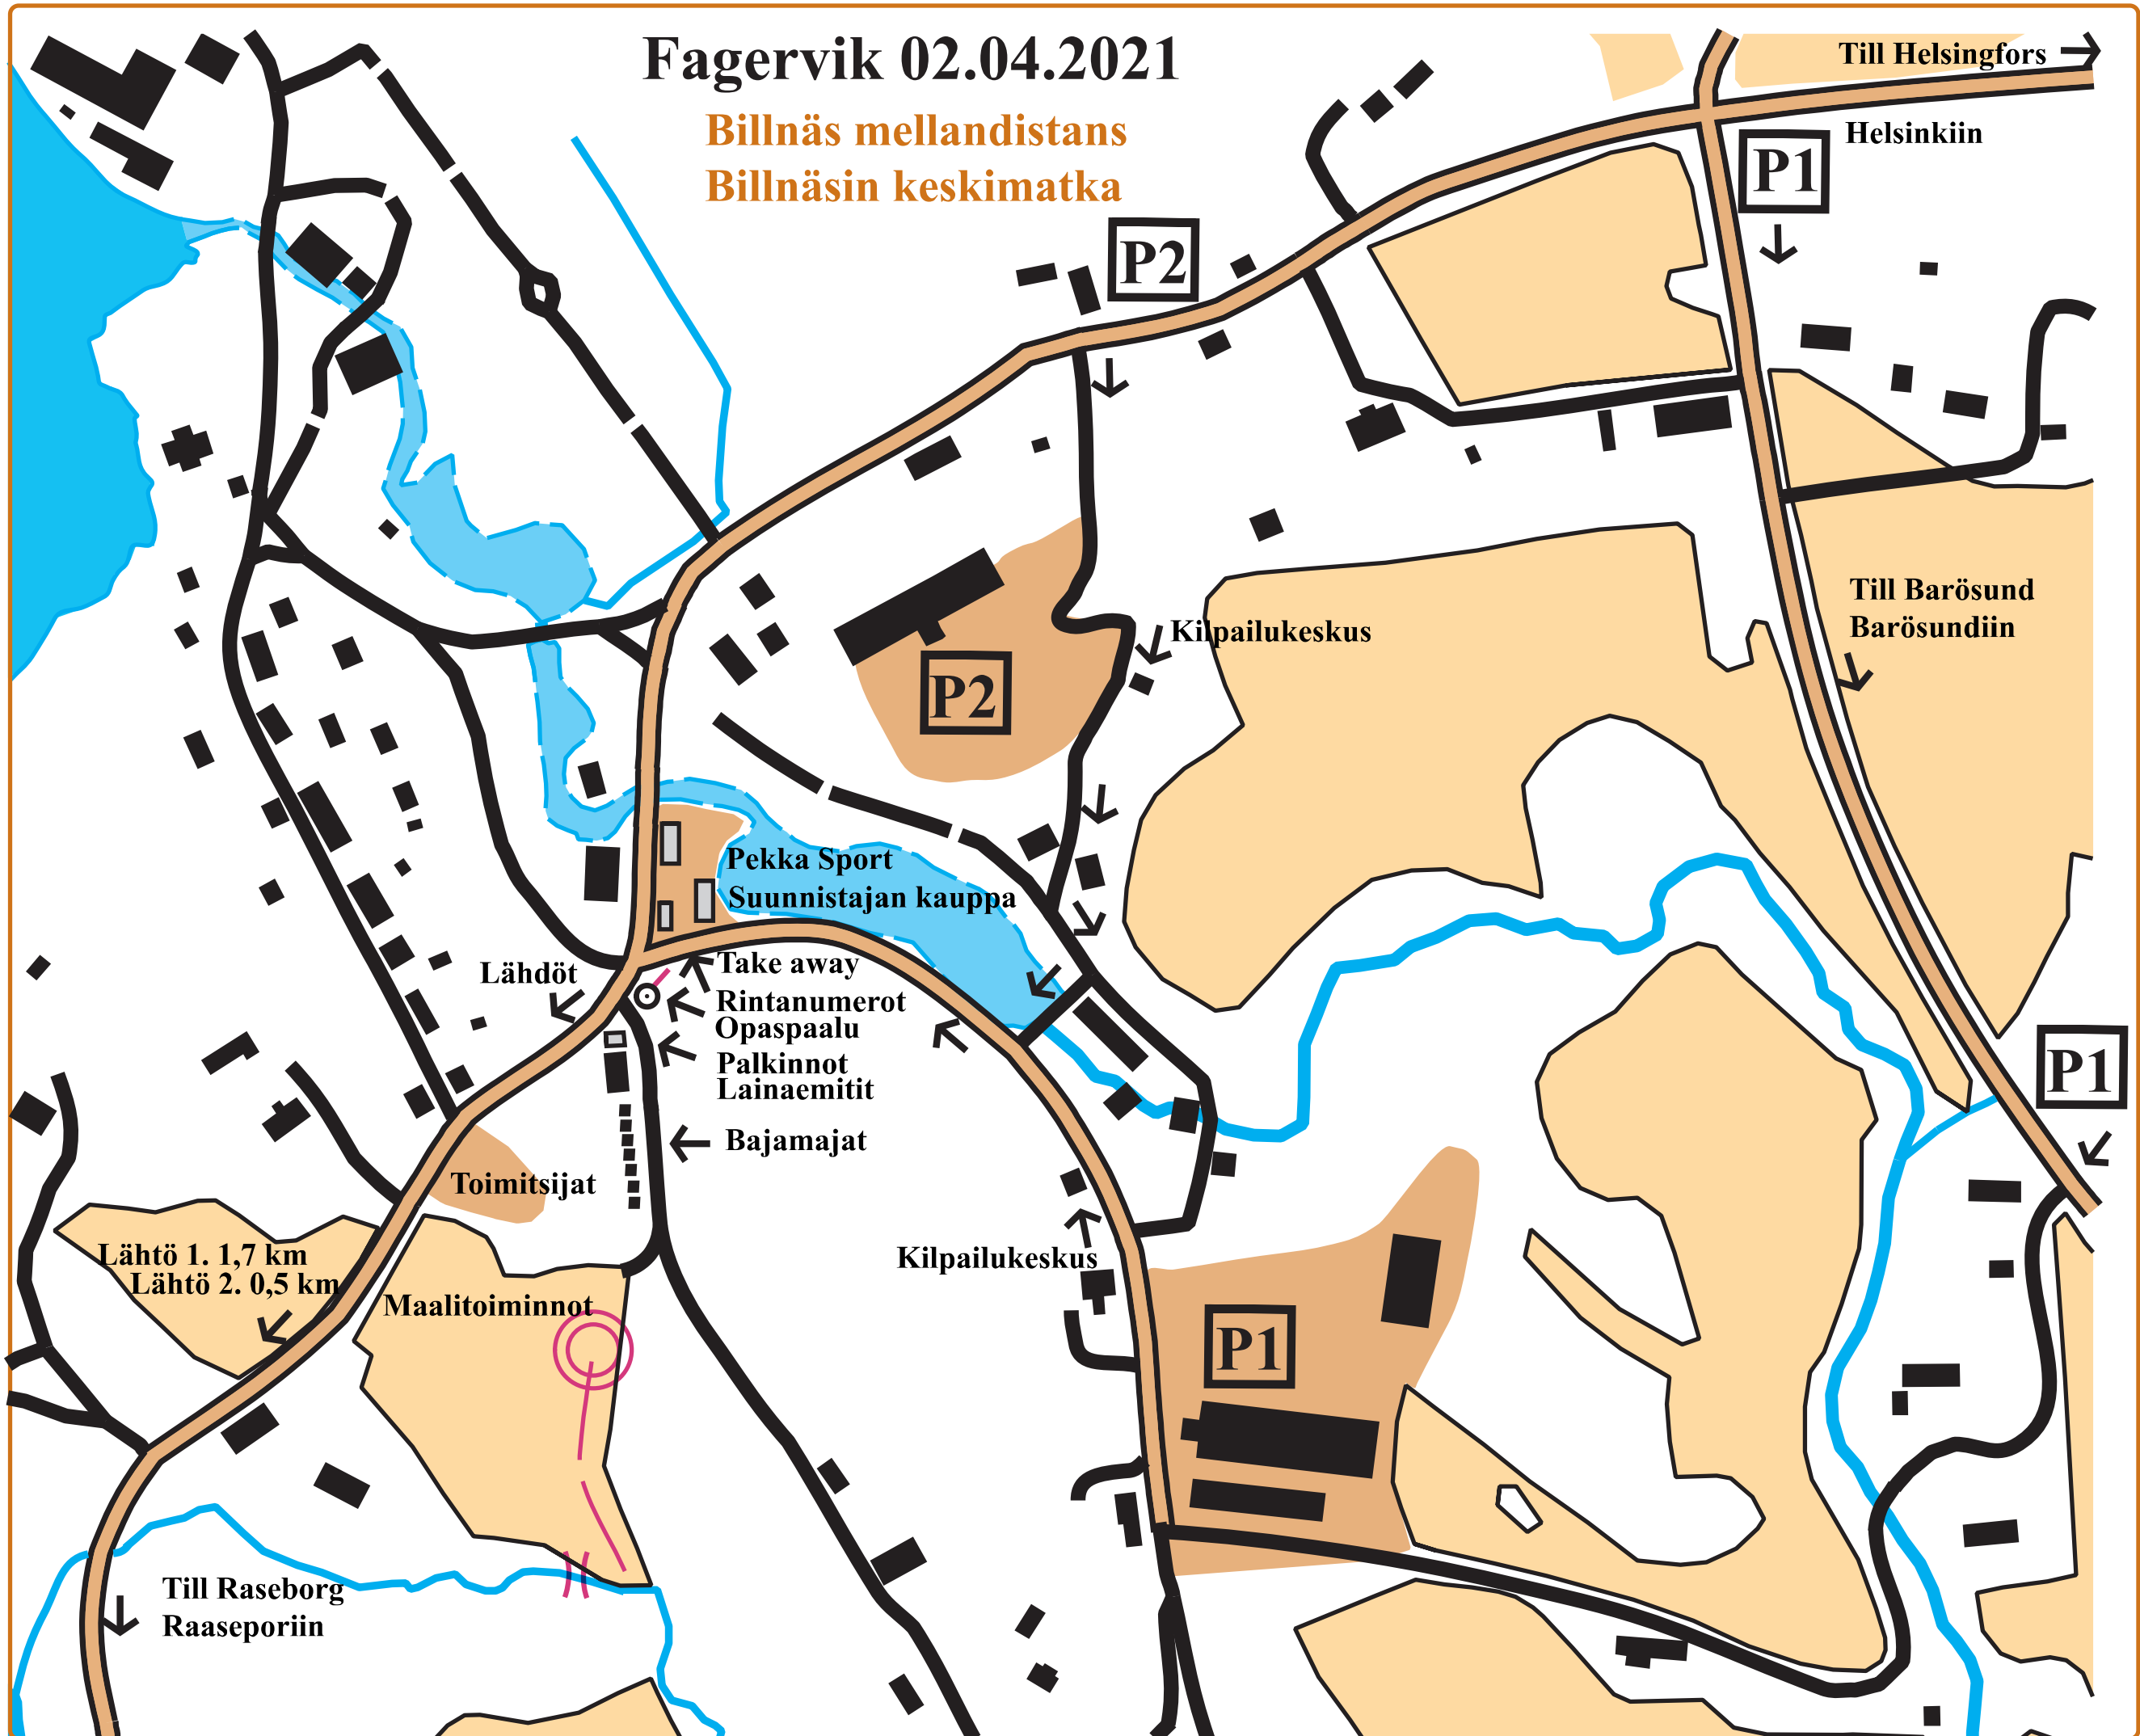 Fagervik 02.04.2021
Billnäs mellandistans
Billnäsin keskimatka
Till Helsingfors
Helsinkiin
P1
P2
Till Barösund
Barösundiin
Kilpailukeskus
P2
Pekka Sport
Suunnistajan kauppa
Lähdöt
Take away
Rintanumerot
Opaspaalu
Palkinnot
Lainaemitit
Bajamajat
P1
Toimitsijat
Lähtö 1. 1,7 km
Lähtö 2. 0,5 km
Maalitoiminnot
Kilpailukeskus
P1
Till Raseborg
Raaseporiin